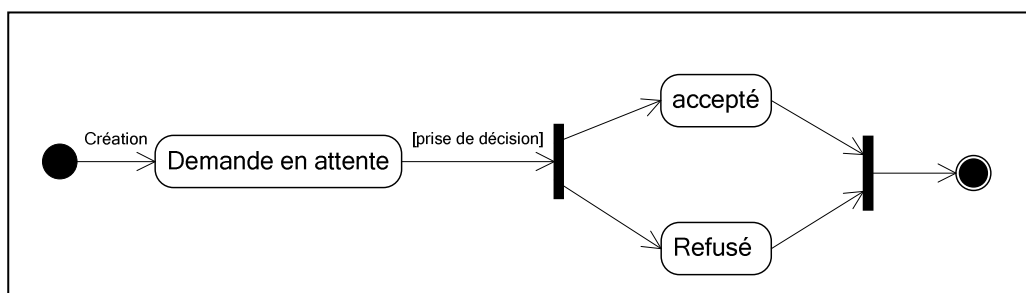 Création
Demande en attente
[prise de décision]
accepté
Refusé